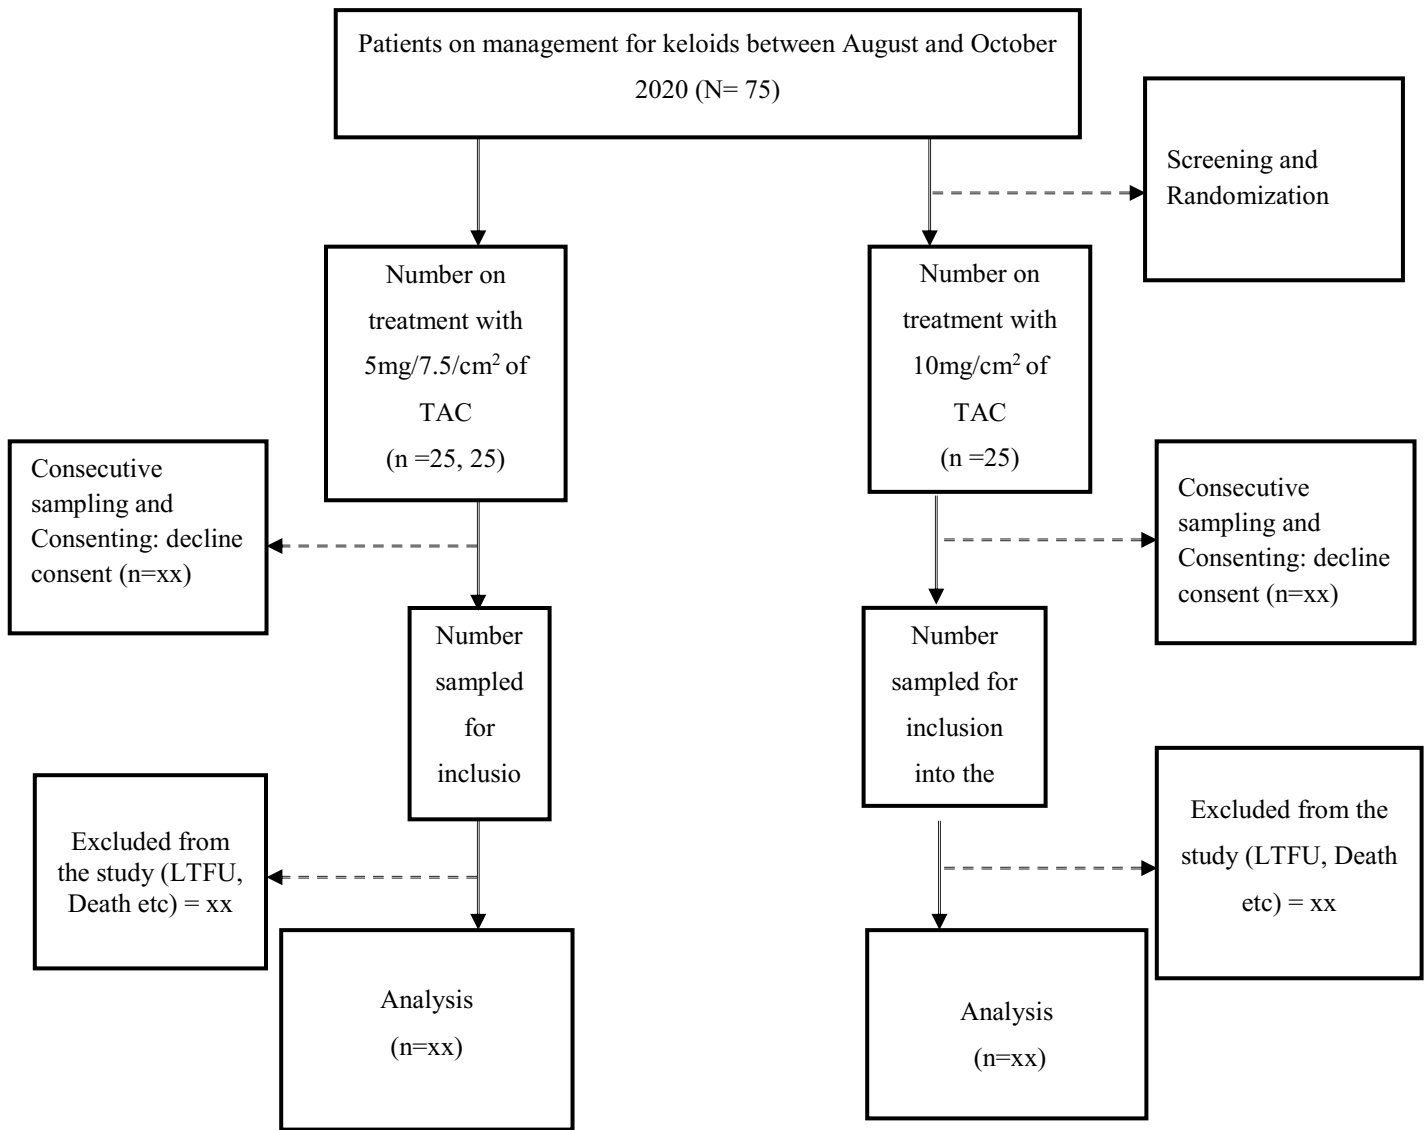 Patients on management for keloids between August and October
2020 (N= 75)
Screening and
Randomization
Number on
treatment with
5mg/7.5/cm² of
TAC
(n =25, 25)
Number on
treatment with
10mg/cm² of
TAC
(n =25)
Consecutive
sampling and
Consenting: decline
consent (n=xx)
Consecutive
sampling and
Consenting: decline
consent (n=xx)
Number
sampled
for
inclusio
Number
sampled for
inclusion
into the
Excluded from
the study (LTFU,
Death etc) = xx
Excluded from the
study (LTFU, Death
etc) = xx
Analysis
(n=xx)
Analysis
(n=xx)